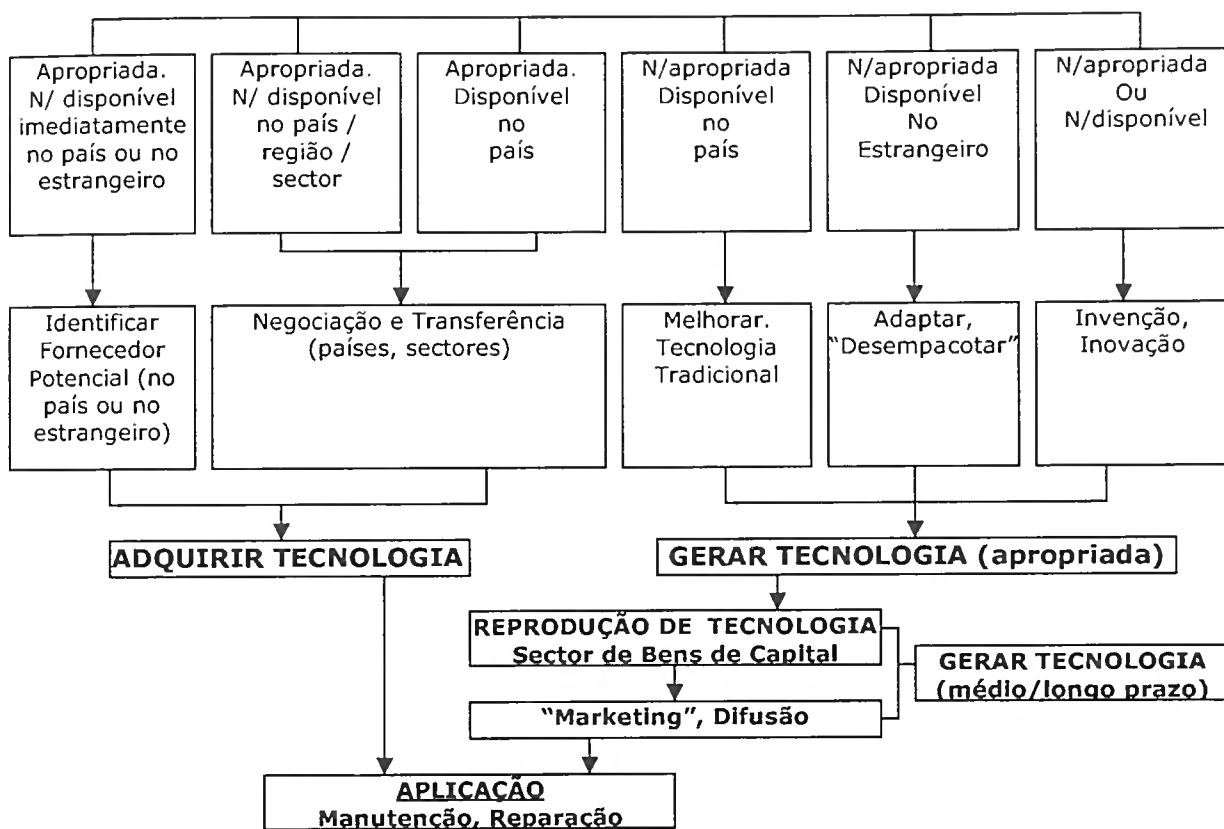 Apropriada.
N/ disponível
imediatamente
no país ou no
estrangeiro
Apropriada.
N/ disponível
no país /
região /
sector
Apropriada.
Disponível
no
país
N/apropriada
Disponível
no
país
N/apropriada
Disponível
No
Estrangeiro
N/apropriada
Ou
N/disponível
Identificar
Fornecedor
Potencial (no
país ou no
estrangeiro)
Negociação e Transferência
(países, sectores)
Melhorar.
Tecnologia
Tradicional
Adaptar,
“Desempacotar”
Invenção,
Inovação
ADQUIRIR TECNOLOGIA
GERAR TECNOLOGIA (apropriada)
REPRODUÇÃO DE TECNOLOGIA
Sector de Bens de Capital
GERAR TECNOLOGIA
(médio/longo prazo)
“Marketing”, Difusão
APLICAÇÃO
Manutenção, Reparação